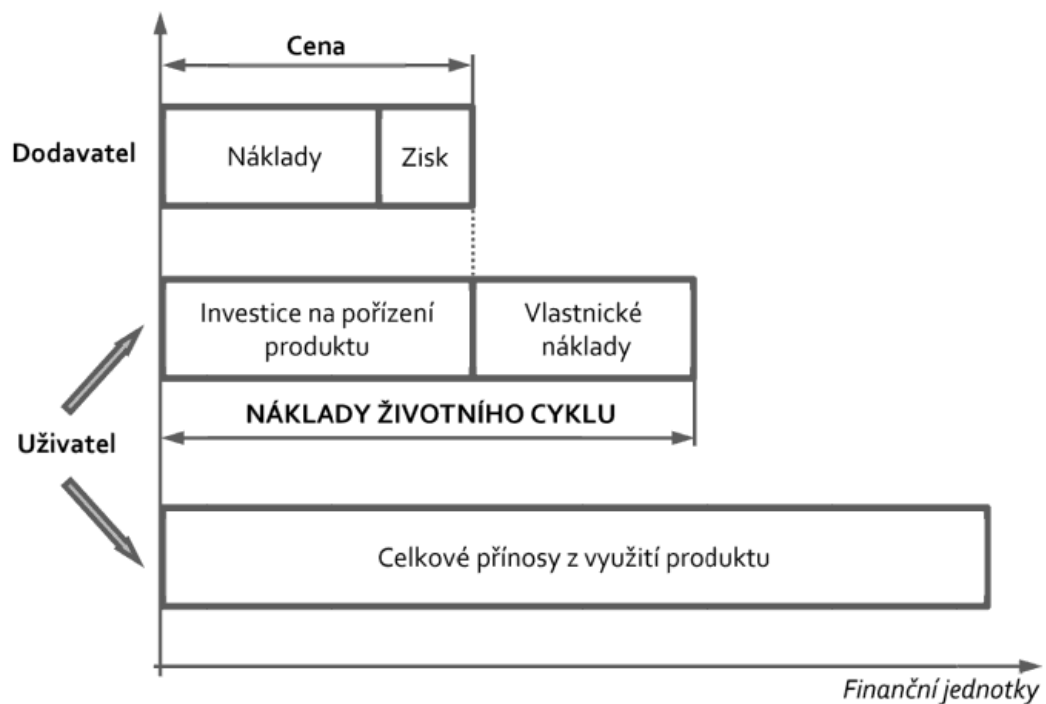 Cena
Dodavatel
Náklady
Zisk
Investice na pořízení
produktu
Vlastnické
náklady
NÁKLADY ŽIVOTNÍHO CYKLU
Uživatel
Celkové přínosy z využití produktu
Finanční jednotky